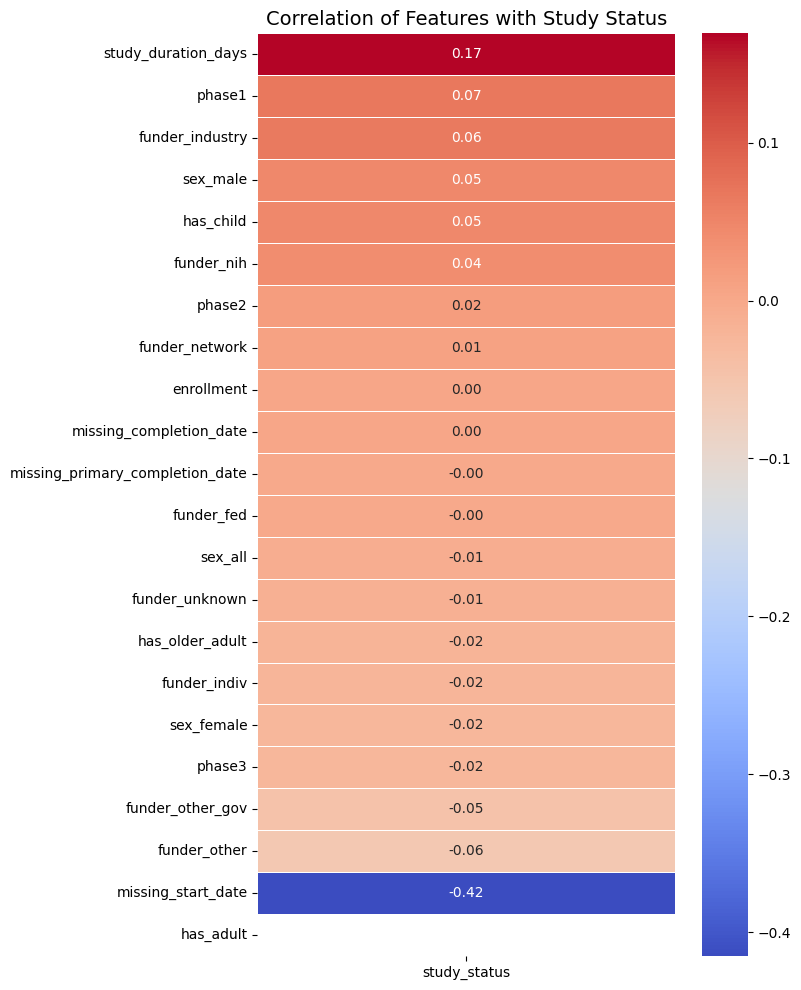 Correlation of Features with Study Status
study_duration_days 0.17
phase1 0.07
funder_industry 0.06
sex_male 0.05
has_child 0.05
funder_nih 0.04
phase2 0.02
funder_network 0.01
enrollment 0.00
missing_completion_date 0.00
missing_primary_completion_date -0.00
funder_fed -0.00
sex_all -0.01
funder_unknown -0.01
has_older_adult -0.02
funder_indiv -0.02
sex_female -0.02
phase3 -0.02
funder_other_gov -0.05
funder_other -0.06
missing_start_date -0.42
has_adult
study_status
0.1
0.0
−0.1
−0.2
−0.3
−0.4